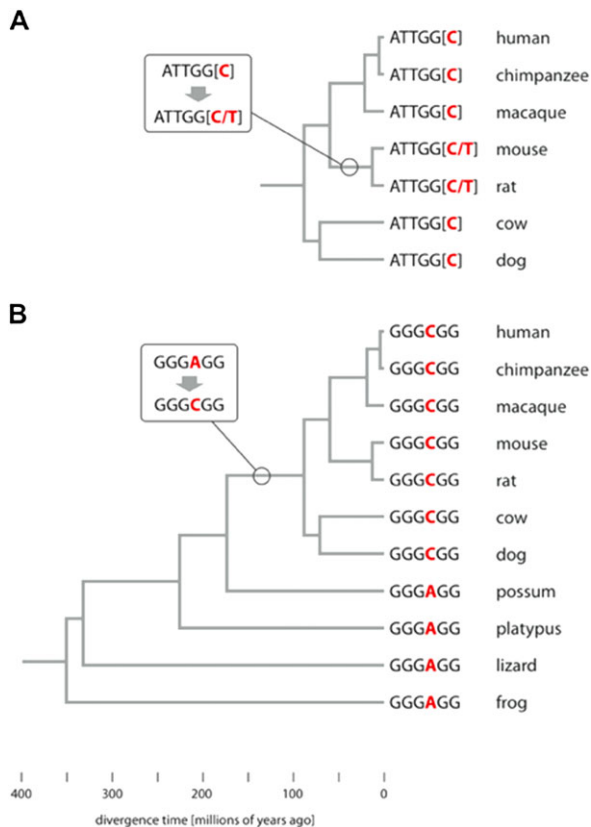 A
ATTGG[C]
ATTGG[C/T]
ATTGG[C] human
ATTGG[C] chimpanzee
ATTGG[C] macaque
ATTGG[C/T] mouse
ATTGG[C/T] rat
ATTGG[C] cow
ATTGG[C] dog
B
GGGAGG
GGGCGG
GGGCGG human
GGGCGG chimpanzee
GGGCGG macaque
GGGCGG mouse
GGGCGG rat
GGGCGG cow
GGGCGG dog
GGGAGG possum
GGGAGG platypus
GGGAGG lizard
GGGAGG frog
400 300 200 100 0
divergence time [millions of years ago]